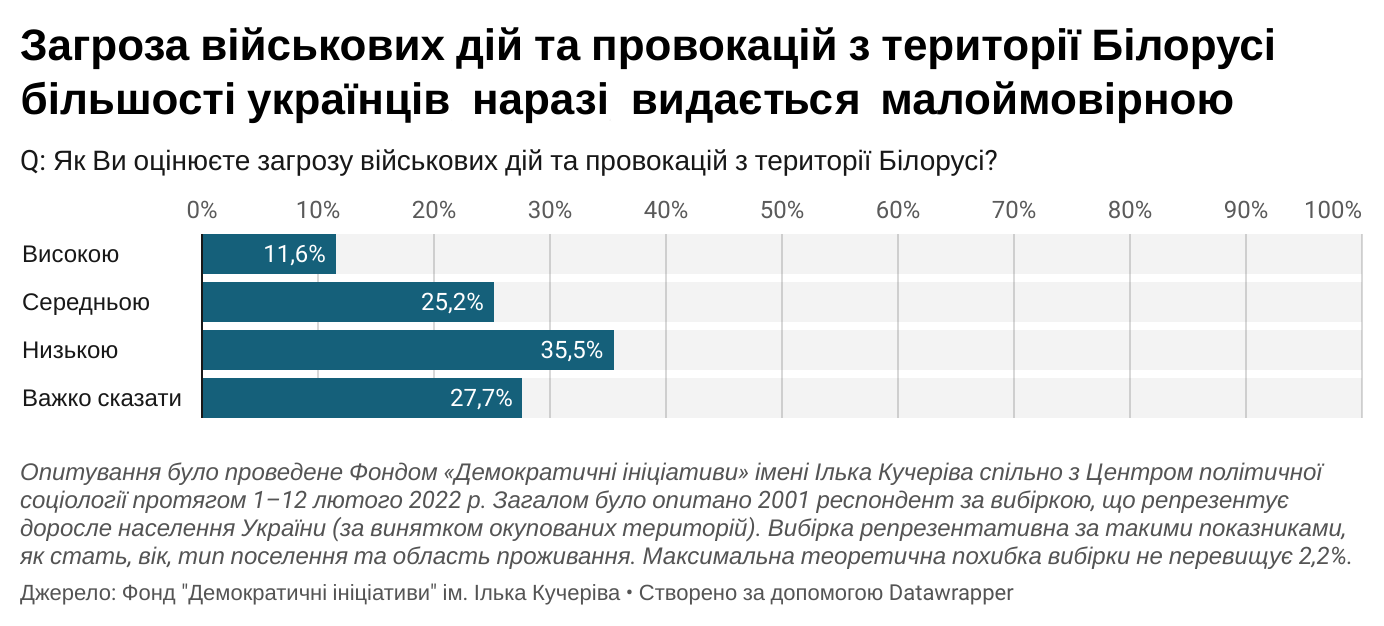 Загроза військових дій та провокацій з території Білорусі
більшості українців наразі видається малоймовірною
Q: Як Ви оцінюєте загрозу військових дій та провокацій з території Білорусі?
0% 10% 20% 30% 40% 50% 60% 70% 80% 90% 100%
Високою 11,6%
Середньою 25,2%
Низькою 35,5%
Важко сказати 27,7%
Опитування було проведене Фондом «Демократичні ініціативи» імені Ілька Кучеріва спільно з Центром політичної
соціології протягом 1–12 лютого 2022 р. Загалом було опитано 2001 респондент за вибіркою, що репрезентує
доросле населення України (за винятком окупованих територій). Вибірка репрезентативна за такими показниками,
як стать, вік, тип поселення та область проживання. Максимальна теоретична похибка вибірки не перевищує 2,2%.
Джерело: Фонд "Демократичні ініціативи" ім. Ілька Кучеріва • Створено за допомогою Datawrapper